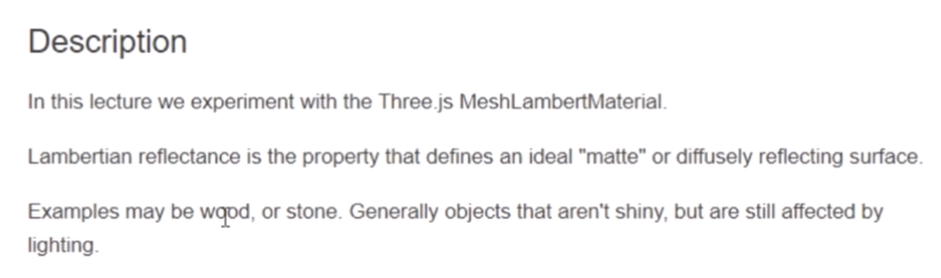 Description
In this lecture we experiment with the Three.js MeshLambertMaterial.
Lambertian reflectance is the property that defines an ideal "matte" or diffusely reflecting surface.
Examples may be wood, or stone. Generally objects that aren't shiny, but are still affected by
lighting.